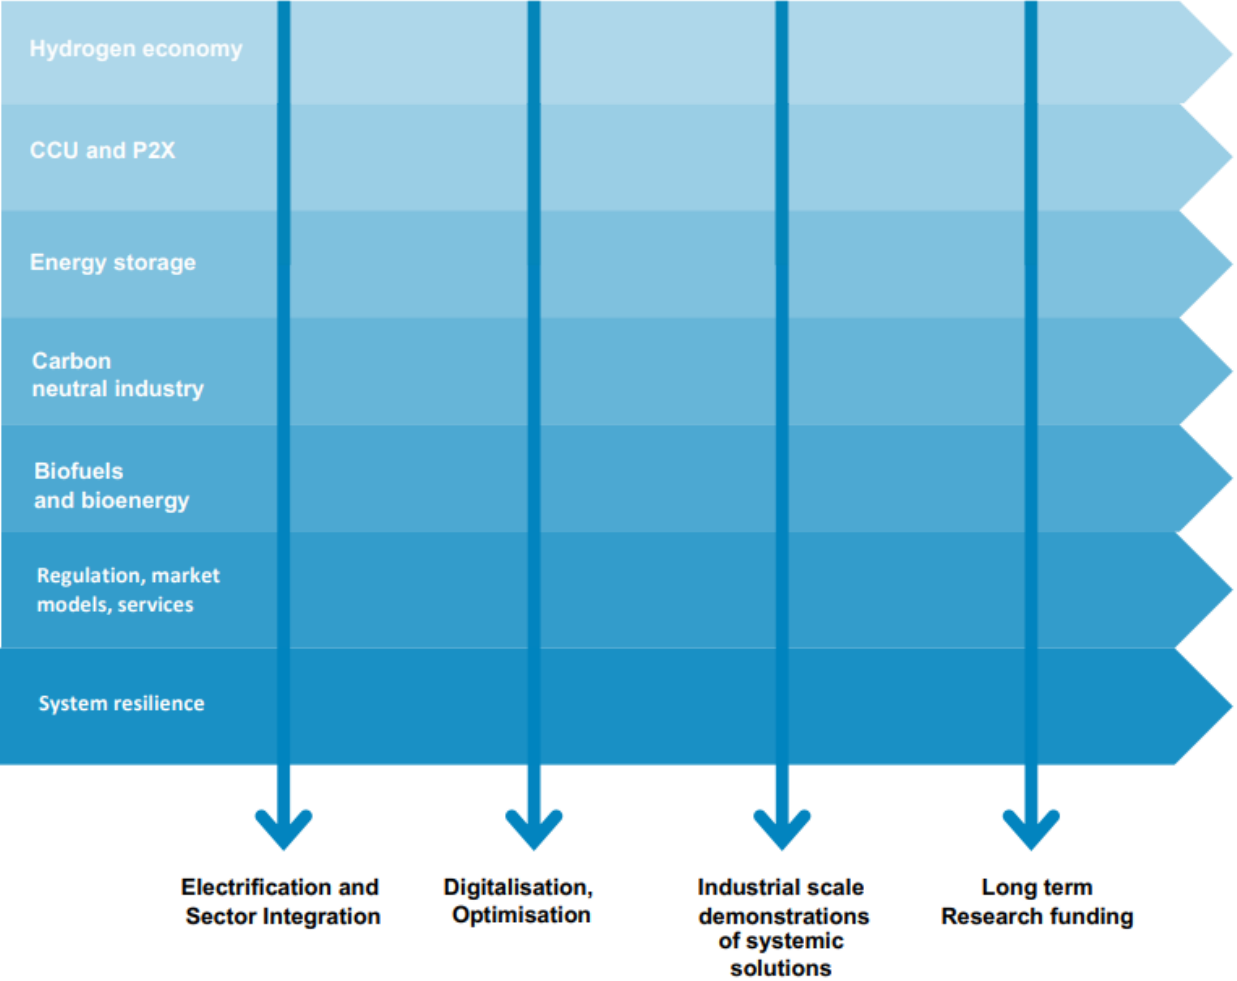 Hydrogen economy
CCU and P2X
Energy storage
Carbon
neutral industry
Biofuels
and bioenergy
Regulation, market
models, services
System resilience
Electrification and
Sector Integration
Digitalisation,
Optimisation
Industrial scale
demonstrations
of systemic
solutions
Long term
Research funding